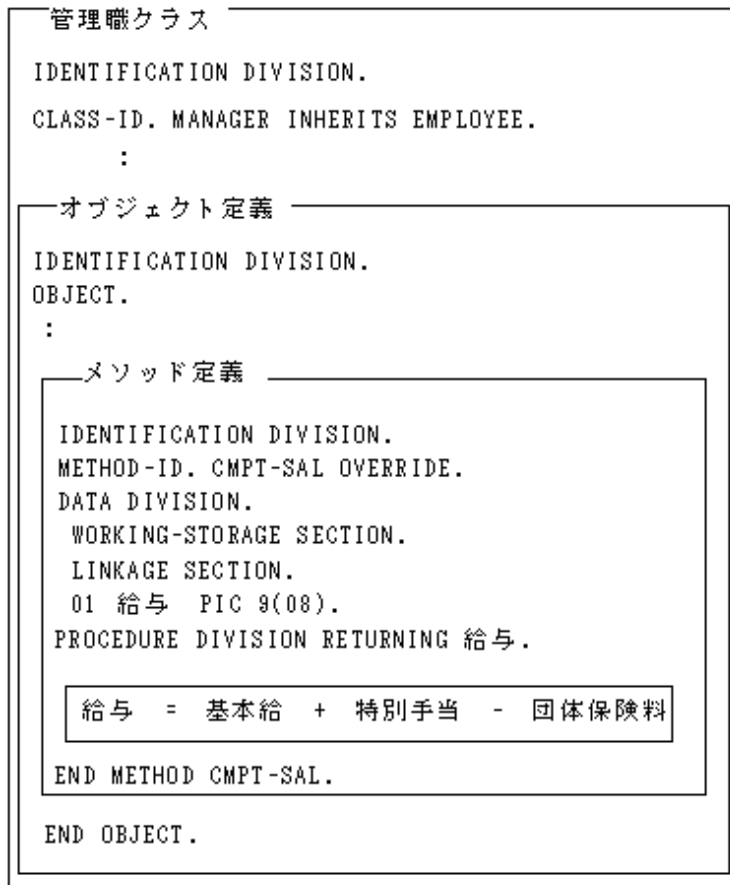 管理職クラス
IDENTIFICATION DIVISION.
CLASS-ID. MANAGER INHERITS EMPLOYEE.
:
オブジェクト定義
IDENTIFICATION DIVISION.
OBJECT.
:
メソッド定義
IDENTIFICATION DIVISION.
METHOD-ID. CMPT-SAL OVERRIDE.
DATA DIVISION.
WORKING-STORAGE SECTION.
LINKAGE SECTION.
01 給与 PIC 9(08).
PROCEDURE DIVISION RETURNING 給与.
給与 = 基本給 + 特別手当 - 団体保険料
END METHOD CMPT-SAL.
END OBJECT.